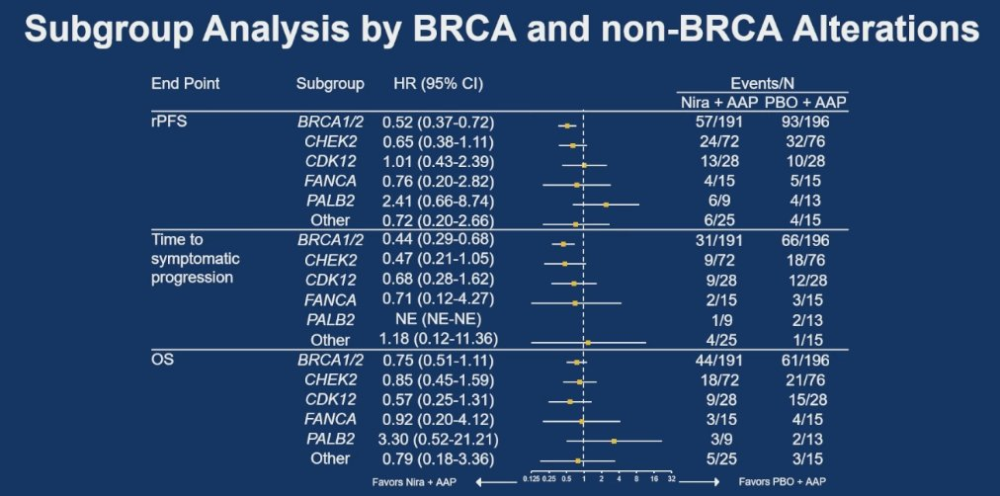 Subgroup Analysis by BRCA and non-BRCA Alterations
End Point Subgroup HR (95% CI) Events/N
Nira + AAP PBO + AAP
rPFS BRCA1/2 0.52 (0.37-0.72) 57/191 93/196
CHEK2 0.65 (0.38-1.11) 24/72 32/76
CDK12 1.01 (0.43-2.39) 13/28 10/28
FANCA 0.76 (0.20-2.82) 4/15 5/15
PALB2 2.41 (0.66-8.74) 6/9 4/13
Other 0.72 (0.20-2.66) 6/25 4/15
Time to BRCA1/2 0.44 (0.29-0.68) 31/191 66/196
symptomatic CHEK2 0.47 (0.21-1.05) 9/72 18/76
progression CDK12 0.68 (0.28-1.62) 9/28 12/28
FANCA 0.71 (0.12-4.27) 2/15 3/15
PALB2 NE (NE-NE) 1/9 2/13
Other 1.18 (0.12-11.36) 4/25 1/15
OS BRCA1/2 0.75 (0.51-1.11) 44/191 61/196
CHEK2 0.85 (0.45-1.59) 18/72 21/76
CDK12 0.57 (0.25-1.31) 9/28 15/28
FANCA 0.92 (0.20-4.12) 3/15 4/15
PALB2 3.30 (0.52-21.21) 3/9 2/13
Other 0.79 (0.18-3.36) 5/25 3/15
0.125 0.25 0.5 1 2 4 8 16 32
Favors Nira + AAP Favors PBO + AAP